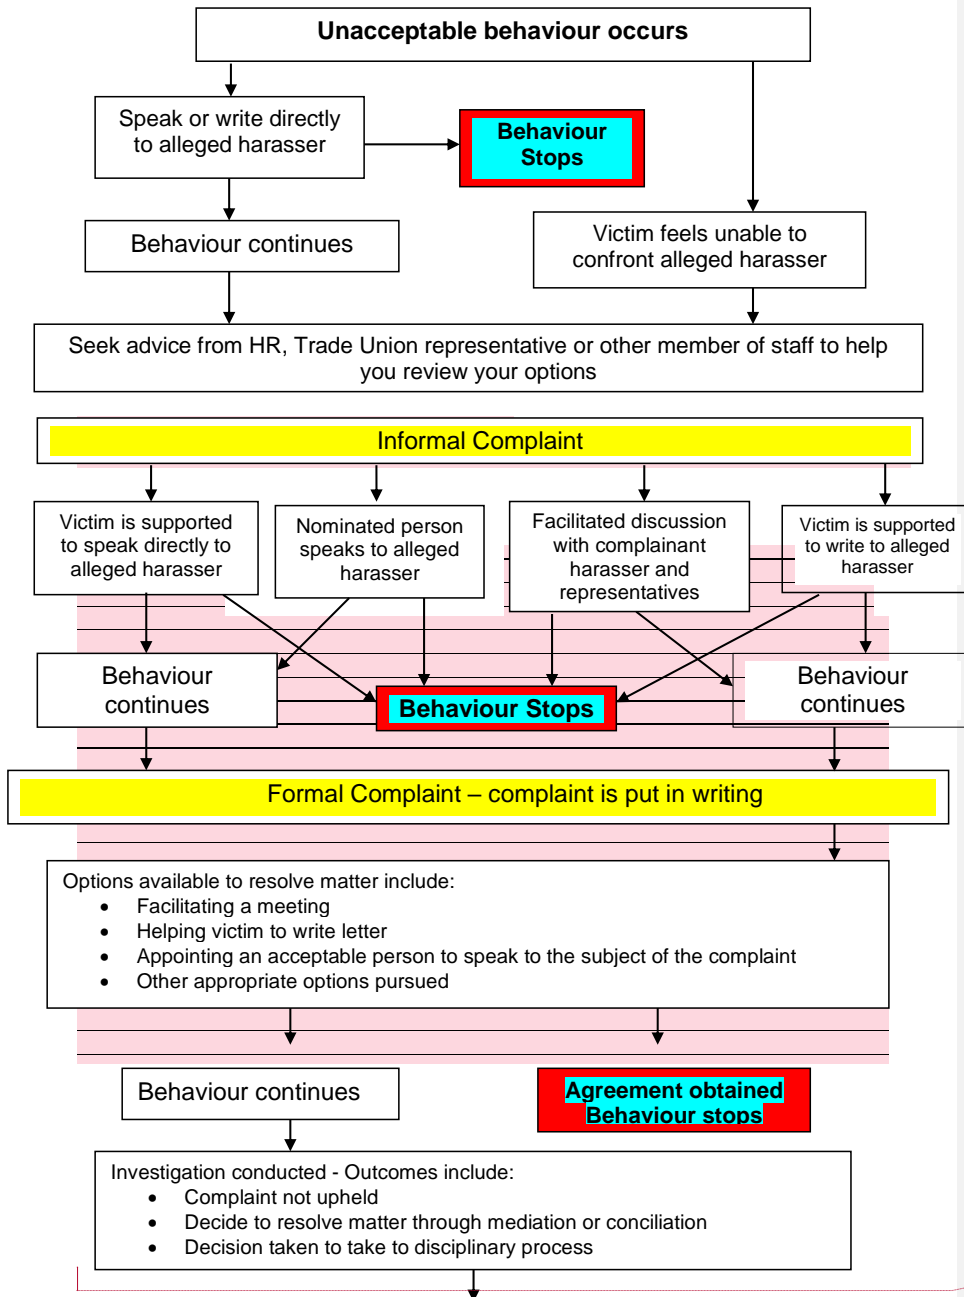 Unacceptable behaviour occurs
Speak or write directly
to alleged harasser
Behaviour
Stops
Behaviour continues
Victim feels unable to
confront alleged harasser
Seek advice from HR, Trade Union representative or other member of staff to help
you review your options
Informal Complaint
Victim is supported
to speak directly to
alleged harasser
Nominated person
speaks to alleged
harasser
Facilitated discussion
with complainant
harasser and
representatives
Victim is supported
to write to alleged
harasser
Behaviour
continues
Behaviour Stops
Behaviour
continues
Formal Complaint – complaint is put in writing
Options available to resolve matter include:
• Facilitating a meeting
• Helping victim to write letter
• Appointing an acceptable person to speak to the subject of the complaint
• Other appropriate options pursued
Behaviour continues
Agreement obtained
Behaviour stops
Investigation conducted - Outcomes include:
• Complaint not upheld
• Decide to resolve matter through mediation or conciliation
• Decision taken to take to disciplinary process